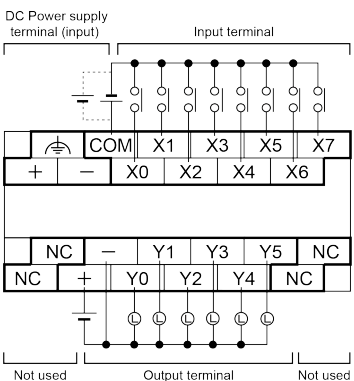 DC Power supply
terminal (input)
Input terminal
COM X1 X3 X5 X7
+ − X0 X2 X4 X6
NC − Y1 Y3 Y5 NC
NC + Y0 Y2 Y4 NC
L L L L L L
Not used Output terminal Not used